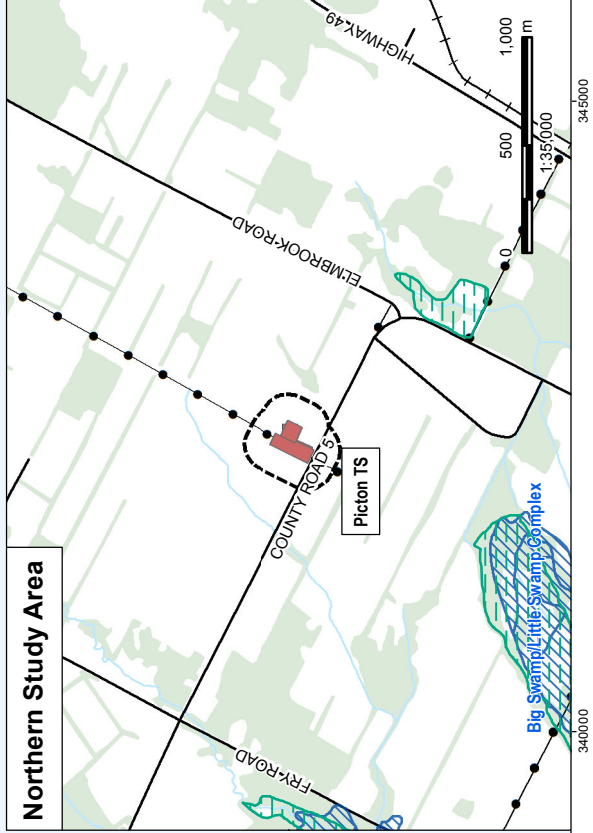 Northern Study Area
HIGHWAY 49
ELMBROOK ROAD
COUNTY ROAD 5
Picton TS
FRY ROAD
Big Swamp/Little Swamp Complex
0 500 1,000
m
1:35,000
340000 345000